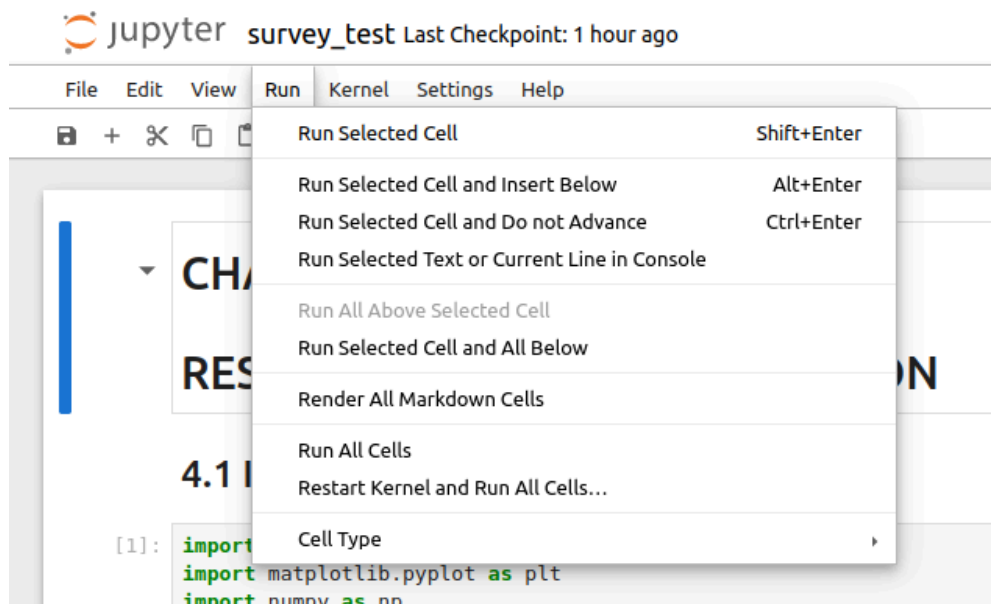 Jupyter survey_test Last Checkpoint: 1 hour ago
File Edit View Run Kernel Settings Help
Run Selected Cell Shift+Enter
Run Selected Cell and Insert Below Alt+Enter
Run Selected Cell and Do not Advance Ctrl+Enter
Run Selected Text or Current Line in Console
Run All Above Selected Cell
Run Selected Cell and All Below
Render All Markdown Cells
Run All Cells
Restart Kernel and Run All Cells...
Cell Type
4.1
[1]: import
import matplotlib.pyplot as plt
import numpy as np